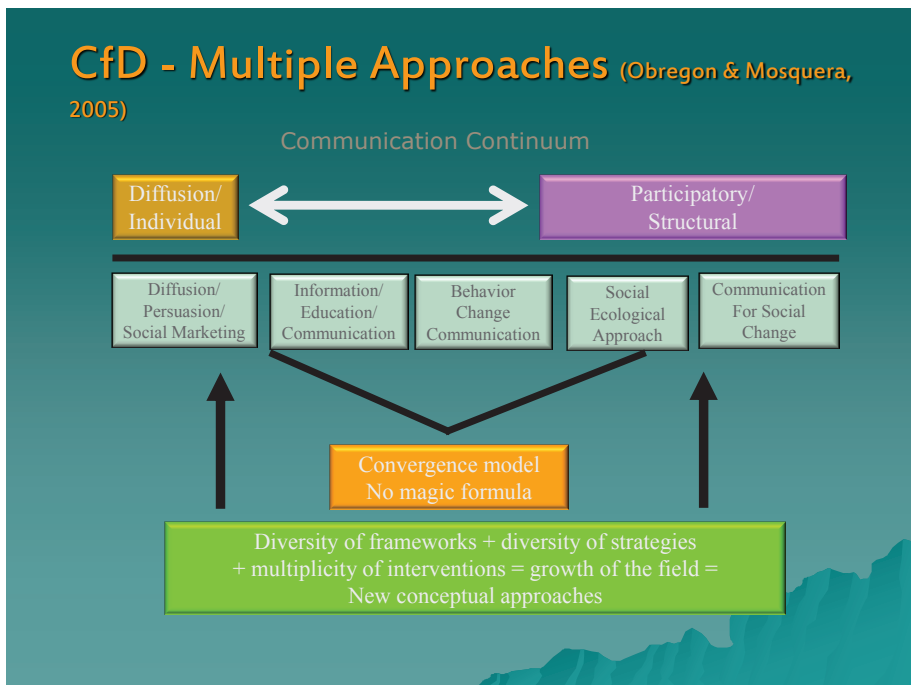 CfD - Multiple Approaches (Obregon & Mosquera,
2005)
Communication Continuum
Diffusion/
Individual
Participatory/
Structural
Diffusion/
Persuasion/
Social Marketing
Information/
Education/
Communication
Behavior
Change
Communication
Social
Ecological
Approach
Communication
For Social
Change
Convergence model
No magic formula
Diversity of frameworks + diversity of strategies
+ multiplicity of interventions = growth of the field =
New conceptual approaches